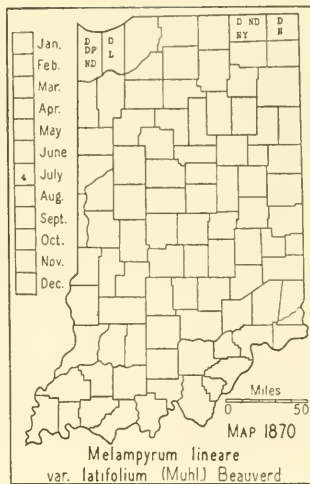 Jan.
Feb.
Mar.
Apr.
May
June
4 July
Aug.
Sept.
Oct.
Nov.
Dec.
D
DP
ND
D
L
D ND
NY
D
N
Miles
0 50
MAP 1870
Melampyrum lineare
var. latifolium (Muhl.) Beauverd